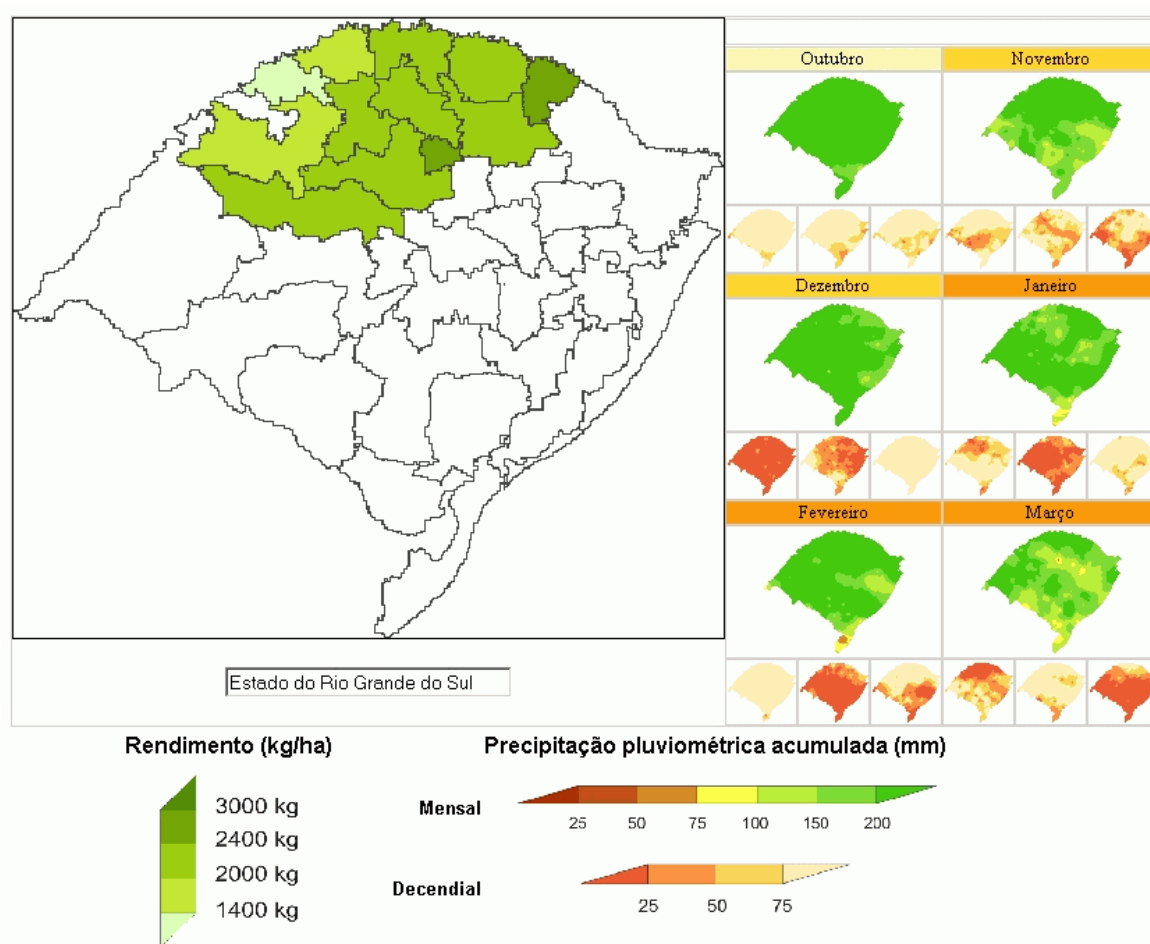 Outubro
Novembro
Dezembro
Janeiro
Fevereiro
Março
Estado do Rio Grande do Sul
Rendimento (kg/ha)
3000 kg
2400 kg
2000 kg
1400 kg
Precipitação pluviométrica acumulada (mm)
Mensal
25 50 75 100 150 200
Decendial
25 50 75